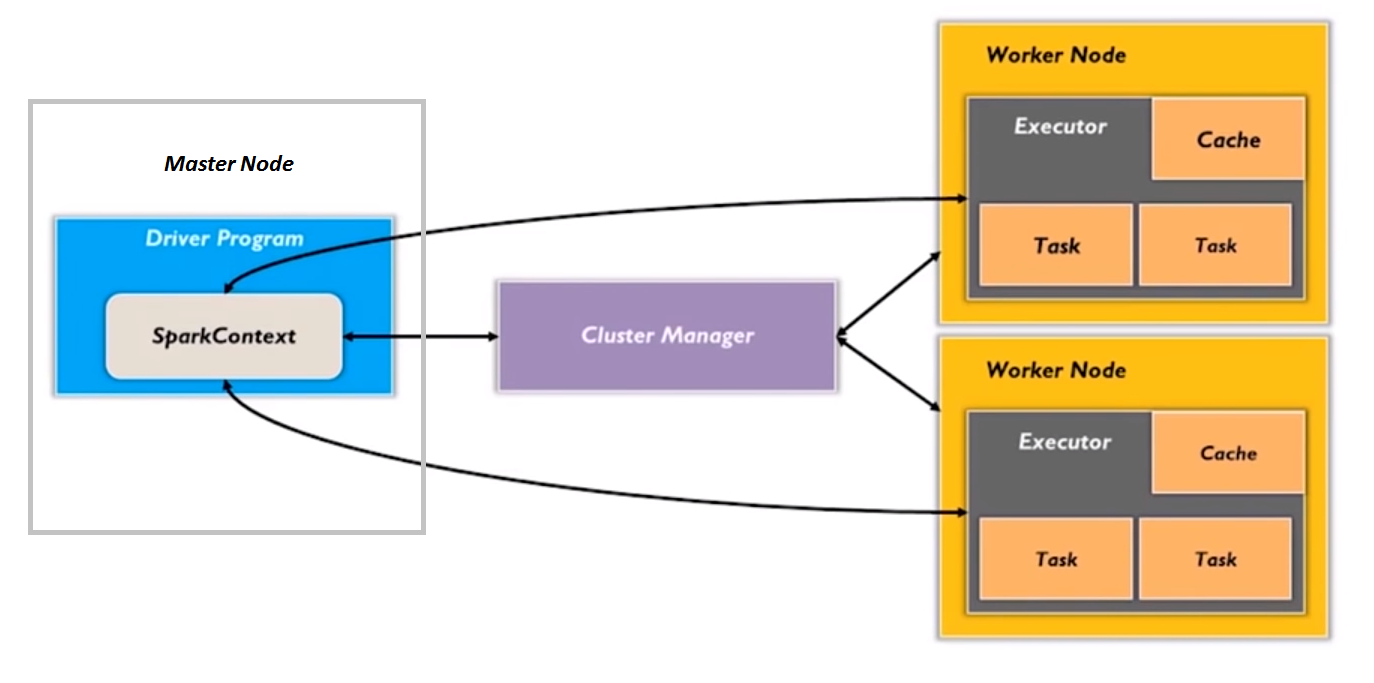 Master Node
Driver Program
SparkContext
Cluster Manager
Worker Node
Executor
Cache
Task
Task
Worker Node
Executor
Cache
Task
Task